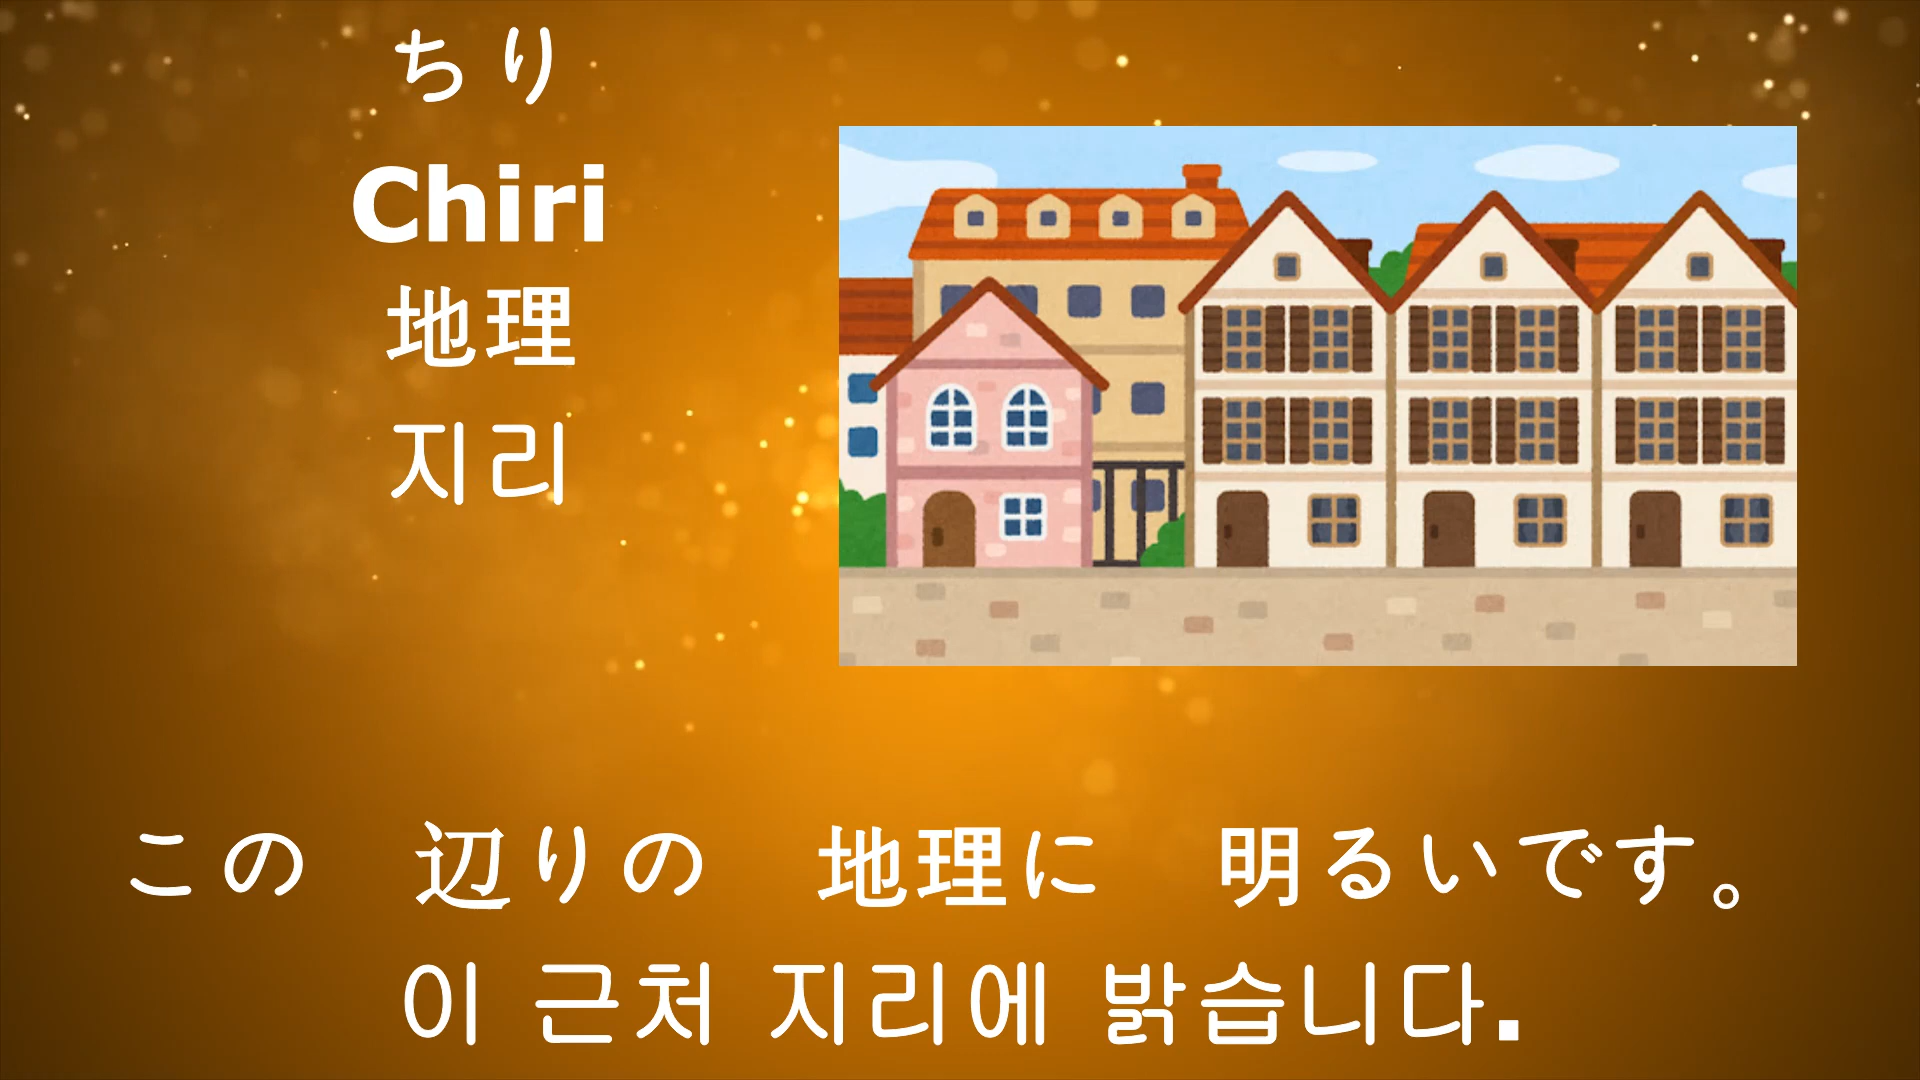 ちり
Chiri
地理
지리
この　辺りの　地理に　明るいです。
이 근처 지리에 밝습니다.